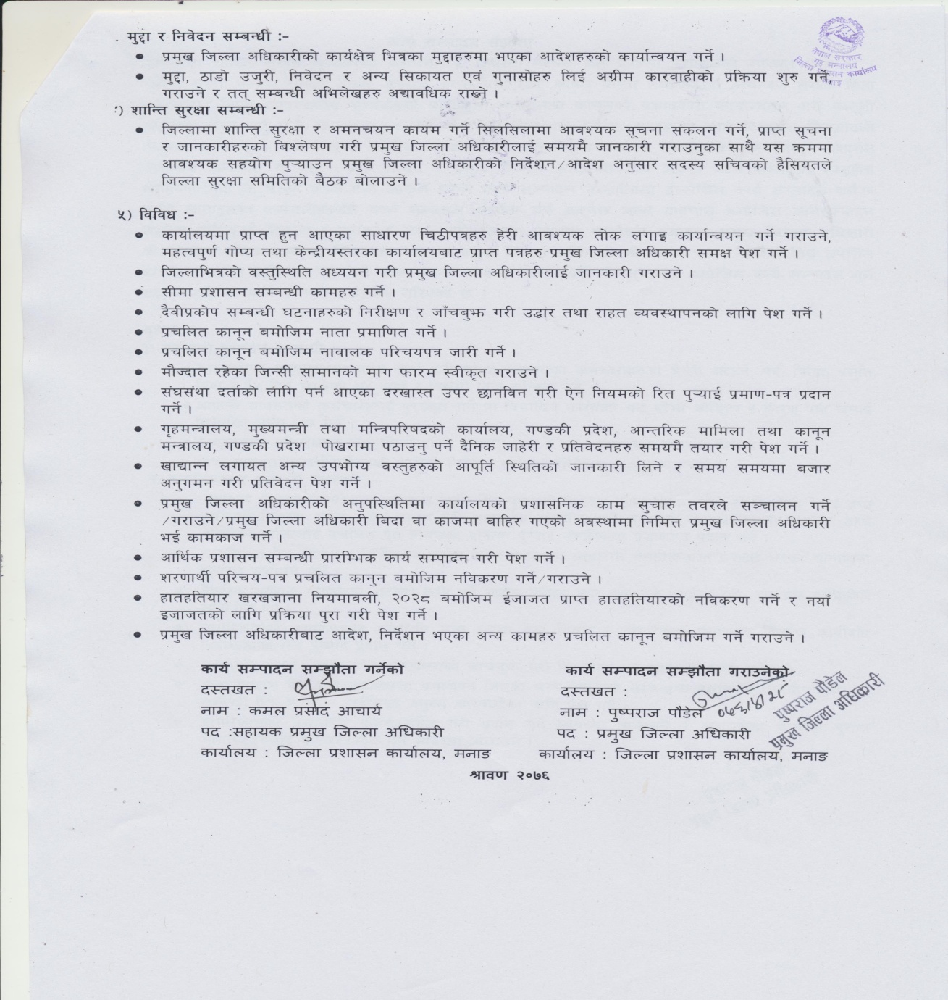 . मुद्दा र निवेदन सम्बन्धी :-
नेपाल सरकार
गृह मन्त्रालय
जिल्ला प्रशासन कार्यालय
मनाङ
● प्रमुख जिल्ला अधिकारीको कार्यक्षेत्र भित्रका मुद्दाहरुमा भएका आदेशहरुको कार्यान्वयन गर्ने ।
● मुद्दा, ठाडो उजुरी, निवेदन र अन्य सिकायत एवं गुनासोहरु लिई अग्रीम कारवाहीको प्रक्रिया शुरु गर्ने,
गराउने र तत् सम्बन्धी अभिलेखहरु अद्यावधिक राख्ने ।
) शान्ति सुरक्षा सम्बन्धी :-
● जिल्लामा शान्ति सुरक्षा र अमनचयन कायम गर्ने सिलसिलामा आवश्यक सूचना संकलन गर्ने, प्राप्त सूचना
र जानकारीहरुको बिश्लेषण गरी प्रमुख जिल्ला अधिकारीलाई समयमै जानकारी गराउनुका साथै यस क्रममा
आवश्यक सहयोग पुऱ्याउन प्रमुख जिल्ला अधिकारीको निर्देशन/आदेश अनुसार सदस्य सचिवको हैसियतले
जिल्ला सुरक्षा समितिको बैठक बोलाउने ।
५) विविध :-
● कार्यालयमा प्राप्त हुन आएका साधारण चिठीपत्रहरु हेरी आवश्यक तोक लगाइ कार्यान्वयन गर्ने गराउने,
महत्वपुर्ण गोप्य तथा केन्द्रीयस्तरका कार्यालयबाट प्राप्त पत्रहरु प्रमुख जिल्ला अधिकारी समक्ष पेश गर्ने ।
● जिल्लाभित्रको वस्तुस्थिति अध्ययन गरी प्रमुख जिल्ला अधिकारीलाई जानकारी गराउने ।
● सीमा प्रशासन सम्बन्धी कामहरु गर्ने ।
● दैवीप्रकोप सम्बन्धी घटनाहरुको निरीक्षण र जाँचबुझ गरी उद्धार तथा राहत व्यवस्थापनको लागि पेश गर्ने ।
● प्रचलित कानून बमोजिम नाता प्रमाणित गर्ने ।
● प्रचलित कानून बमोजिम नावालक परिचयपत्र जारी गर्ने ।
● मौज्दात रहेका जिन्सी सामानको माग फारम स्वीकृत गराउने ।
● संघसंथा दर्ताको लागि पर्न आएका दरखास्त उपर छानविन गरी ऐन नियमको रित पुऱ्याई प्रमाण-पत्र प्रदान
गर्ने ।
● गृहमन्त्रालय, मुख्यमन्त्री तथा मन्त्रिपरिषदको कार्यालय, गण्डकी प्रदेश, आन्तरिक मामिला तथा कानून
मन्त्रालय, गण्डकी प्रदेश पोखरामा पठाउनु पर्ने दैनिक जाहेरी र प्रतिवेदनहरु समयमै तयार गरी पेश गर्ने ।
● खाद्यान्न लगायत अन्य उपभोग्य वस्तुहरुको आपूर्ति स्थितिको जानकारी लिने र समय समयमा बजार
अनुगमन गरी प्रतिवेदन पेश गर्ने ।
● प्रमुख जिल्ला अधिकारीको अनुपस्थितिमा कार्यालयको प्रशासनिक काम सुचारु तवरले सञ्चालन गर्ने
/गराउने/प्रमुख जिल्ला अधिकारी बिदा वा काजमा बाहिर गएको अवस्थामा निमित्त प्रमुख जिल्ला अधिकारी
भई कामकाज गर्ने ।
● आर्थिक प्रशासन सम्बन्धी प्रारम्भिक कार्य सम्पादन गरी पेश गर्ने ।
● शरणार्थी परिचय-पत्र प्रचलित कानुन बमोजिम नविकरण गर्ने/गराउने ।
● हातहतियार खरखजाना नियमावली, २०२८ बमोजिम ईजाजत प्राप्त हातहतियारको नविकरण गर्ने र नयाँ
इजाजतको लागि प्रक्रिया पुरा गरी पेश गर्ने ।
● प्रमुख जिल्ला अधिकारीबाट आदेश, निर्देशन भएका अन्य कामहरु प्रचलित कानून बमोजिम गर्ने गराउने ।
कार्य सम्पादन सम्झौता गर्नेको
दस्तखत :
नाम : कमल प्रसाद आचार्य
पद :सहायक प्रमुख जिल्ला अधिकारी
कार्यालय : जिल्ला प्रशासन कार्यालय, मनाङ
कार्य सम्पादन सम्झौता गराउनेको
दस्तखत :
नाम : पुष्पराज पौडेल
पद : प्रमुख जिल्ला अधिकारी
कार्यालय : जिल्ला प्रशासन कार्यालय, मनाङ
पुष्पराज पौडेल
प्रमुख जिल्ला अधिकारी
श्रावण २०७६